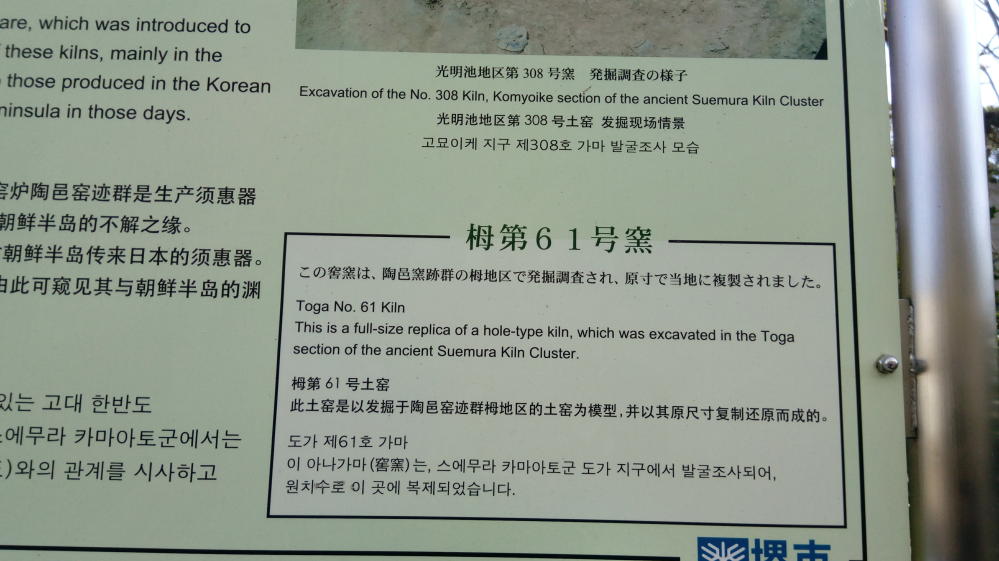 are, which was introduced to
these kilns, mainly in the
those produced in the Korean
ninsula in those days.
光明池地区第308号窯 発掘調査の様子
Excavation of the No. 308 Kiln, Komyoike section of the ancient Suemura Kiln Cluster
光明池地区第308号土窑 发掘现场情景
고묘이케 지구 제308호 가마 발굴조사 모습
窑炉陶邑窑迹群是生产须惠器
朝鲜半岛的不解之缘。
朝鲜半岛传来日本的须惠器。
由此可窥见其与朝鲜半岛的渊
있는 고대 한반도
스에무라 카마아토군에서는
)와의 관계를 시사하고
栂第61号窯
この窖窯は、陶邑窯跡群の栂地区で発掘調査され、原寸で当地に複製されました。
Toga No. 61 Kiln
This is a full-size replica of a hole-type kiln, which was excavated in the Toga
section of the ancient Suemura Kiln Cluster.
栂第61号土窑
此土窑是以发掘于陶邑窑迹群栂地区的土窑为模型,并以其原尺寸复制还原而成的。
도가 제61호 가마
이 아나가마(窖窯)는, 스에무라 카마아토군 도가 지구에서 발굴조사되어,
원치수로 이 곳에 복제되었습니다.
堺市